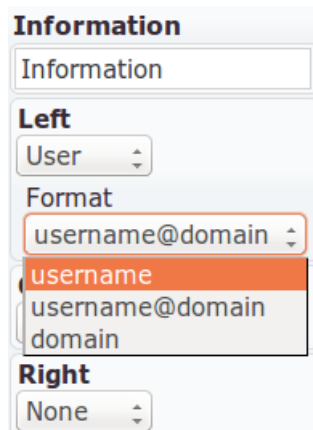 Information
Information
Left
User
Format
username@domain
username
username@domain
domain
Right
None